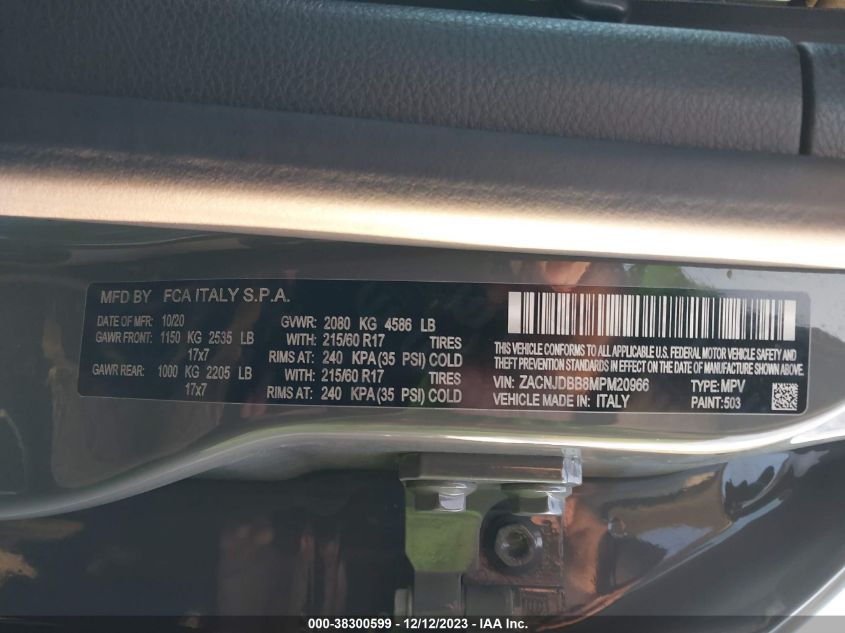 MFD BY FCA ITALY S.P.A.
DATE OF MFR 10/20 GVWR: 2080 KG 4586 LB
GAWR FRONT: 1150 KG 2535 LB WITH: 215/60 R17 TIRES
17x7 RIMS AT: 240 KPA (35 PSI) COLD
GAWR REAR: 1000 KG 2205 LB WITH: 215/60 R17 TIRES
17x7 RIMS AT: 240 KPA (35 PSI) COLD
THIS VEHICLE CONFORMS TO ALL APPLICABLE U.S. FEDERAL MOTOR VEHICLE SAFETY AND
THEFT PREVENTION STANDARDS IN EFFECT ON THE DATE OF MANUFACTURE SHOWN ABOVE.
VIN: ZACNJDBB8MPM20966 TYPE: MPV
VEHICLE MADE IN: ITALY PAINT:503
000-38300599 - 12/12/2023 - IAA Inc.